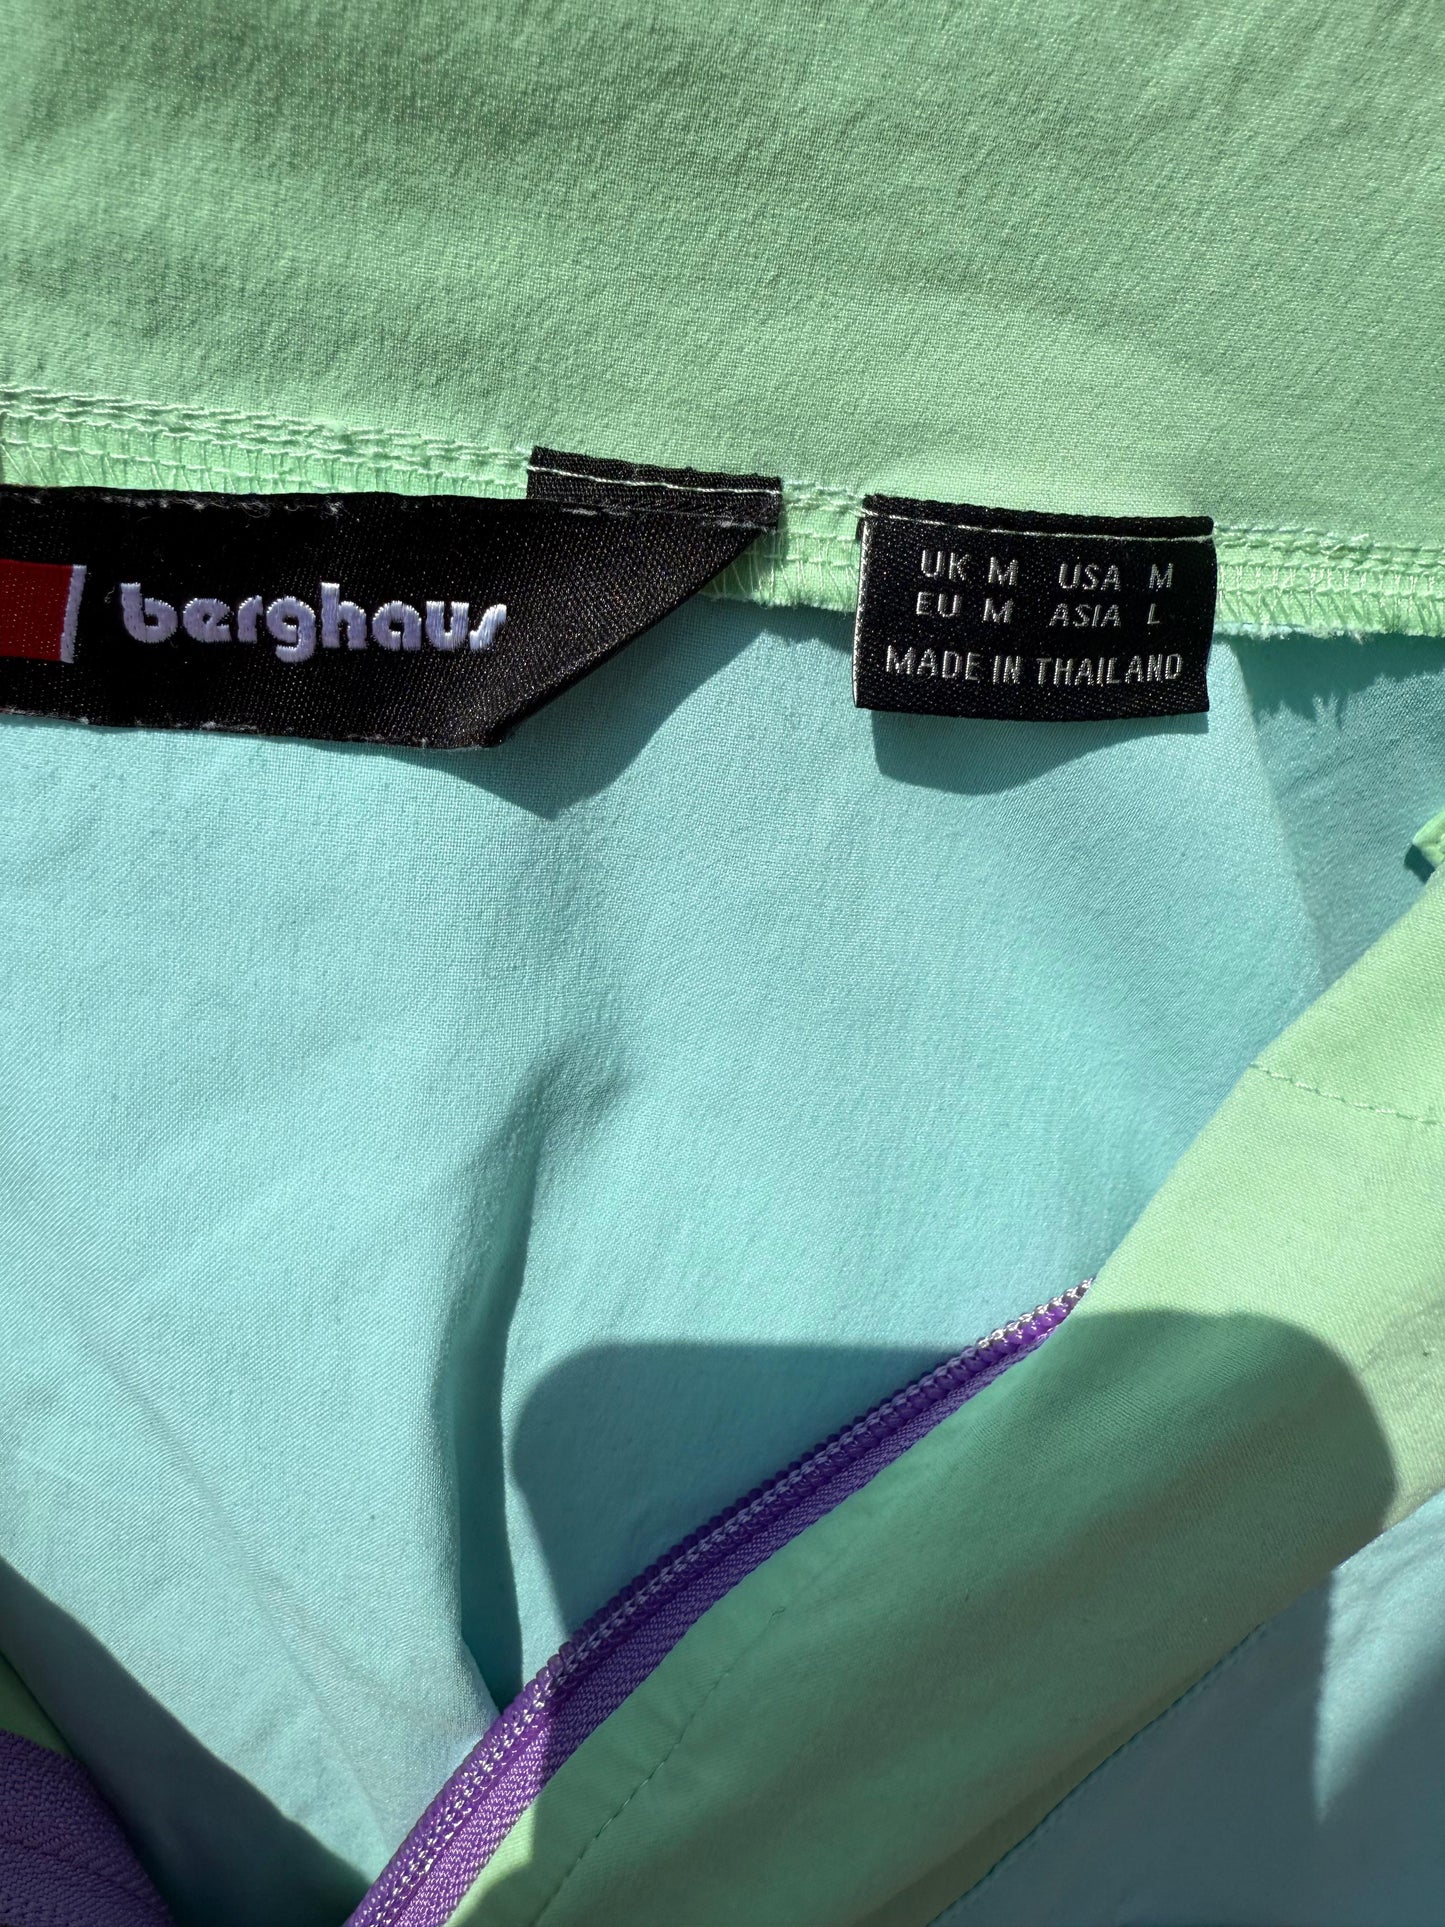 berghaus
UK M USA M
EU M ASIA L
MADE IN THAILAND